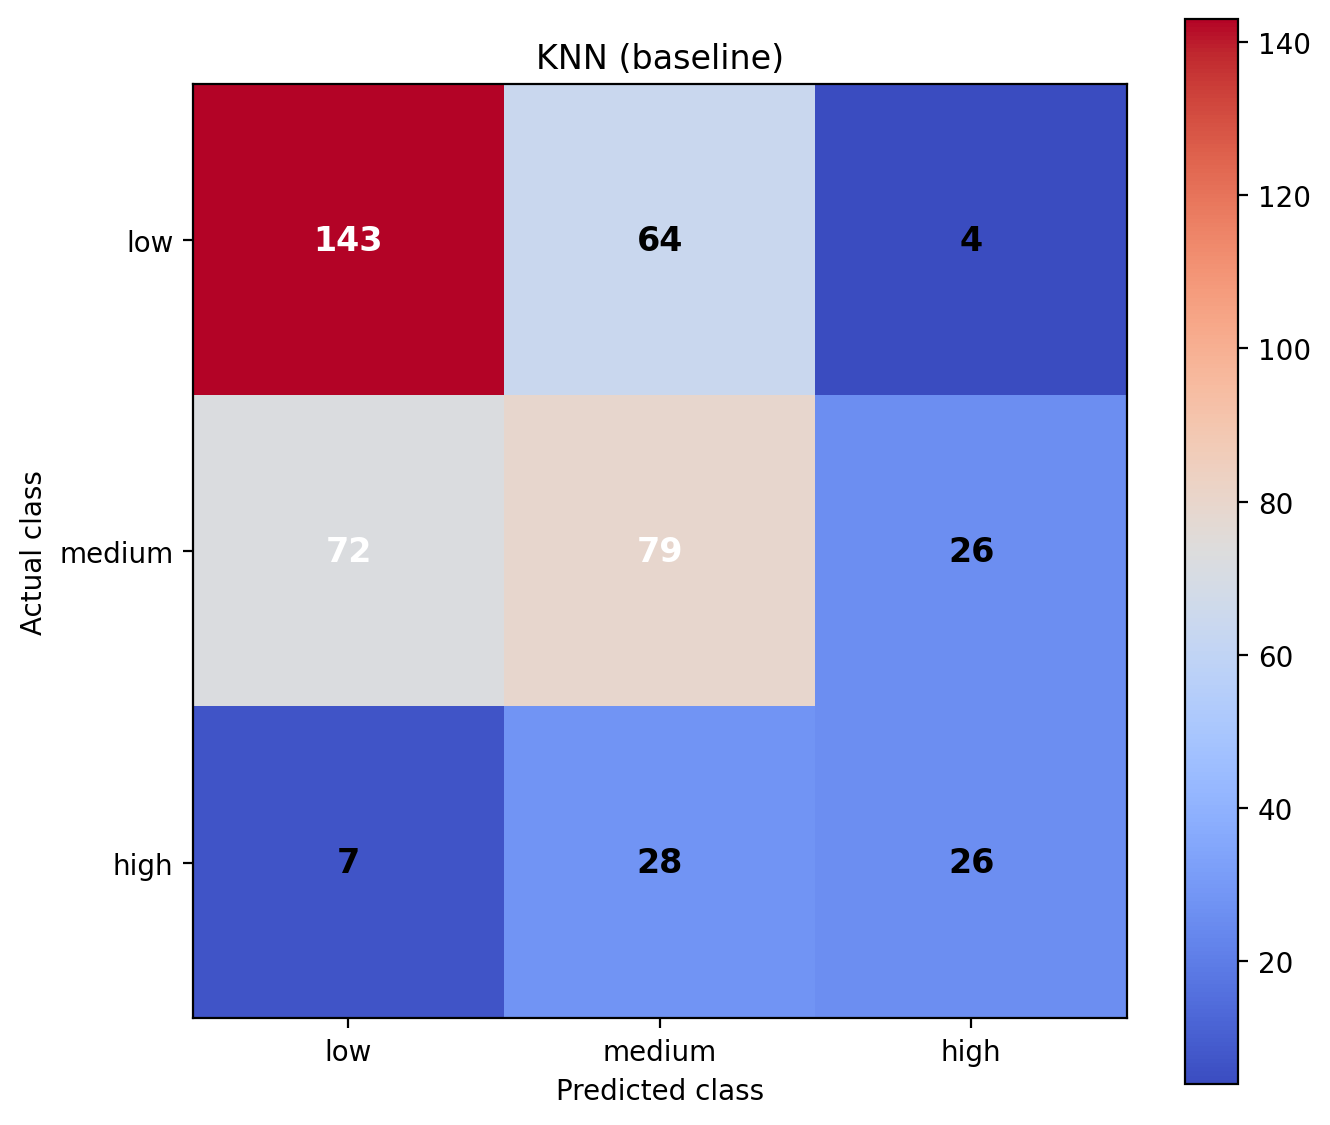 KNN (baseline)
140
120
100
80
60
40
20
Actual class
low
medium
high
143 64 4
72 79 26
7 28 26
low medium high
Predicted class